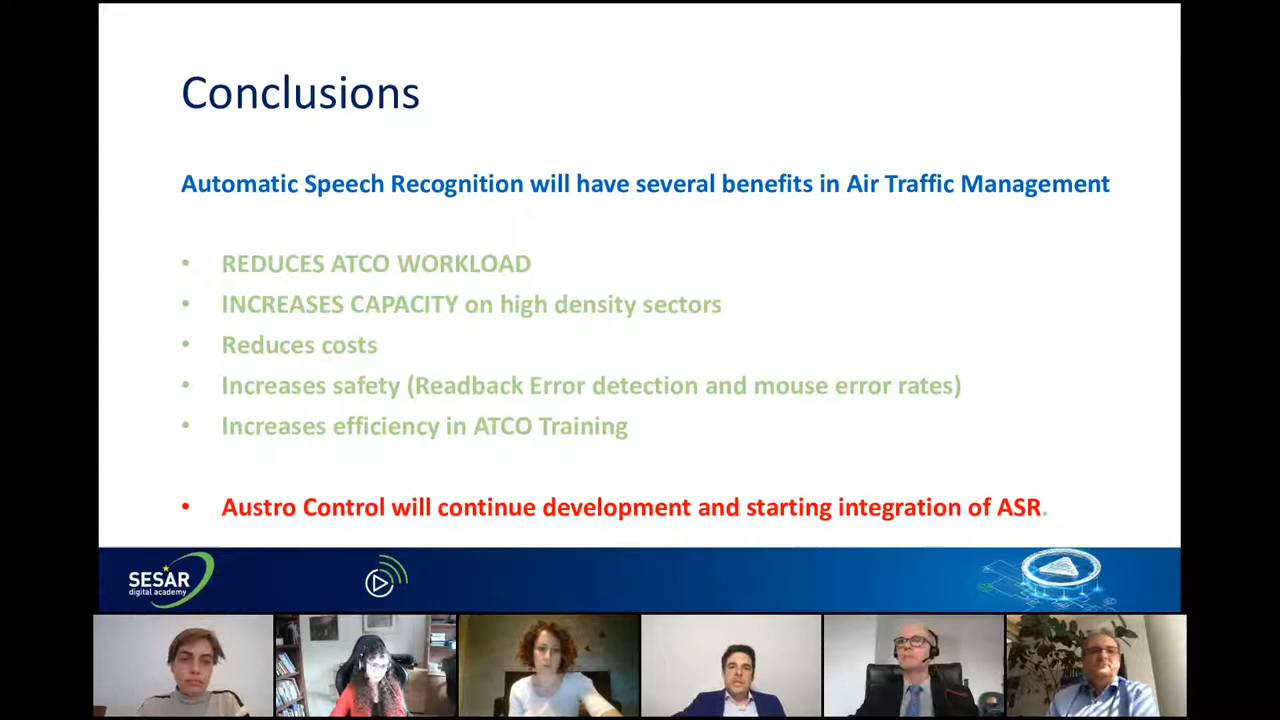 Conclusions
Automatic Speech Recognition will have several benefits in Air Traffic Management
• REDUCES ATCO WORKLOAD
• INCREASES CAPACITY on high density sectors
• Reduces costs
• Increases safety (Readback Error detection and mouse error rates)
• Increases efficiency in ATCO Training
• Austro Control will continue development and starting integration of ASR.
SESAR
digital academy